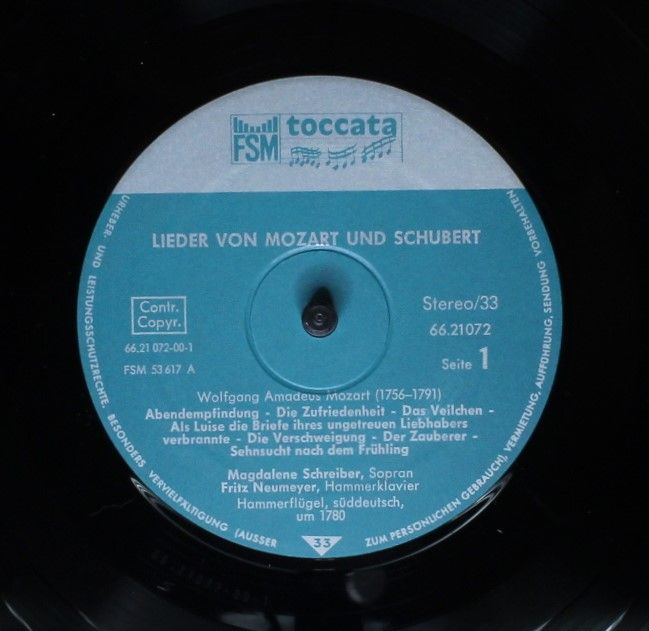 FSM
toccata
LIEDER VON MOZART UND SCHUBERT
Contr.
Copyr.
Stereo/33
66.21072
66.21 072-00-1
FSM 53 617 A
Seite 1
Wolfgang Amadeus Mozart (1756–1791)
Abendempfindung – Die Zufriedenheit – Das Veilchen –
Als Luise die Briefe ihres ungetreuen Liebhabers
verbrannte – Die Verschweigung – Der Zauberer –
Sehnsucht nach dem Frühling
Magdalene Schreiber, Sopran
Fritz Neumeyer, Hammerklavier
Hammerflügel, süddeutsch,
um 1780
33
URHEBER- UND LEISTUNGSSCHUTZRECHTE. BESONDERS VERVIELFÄLTIGUNG (AUSSER
ZUM PERSÖNLICHEN GEBRAUCH), VERMIETUNG, AUFFÜHRUNG, SENDUNG VORBEHALTEN